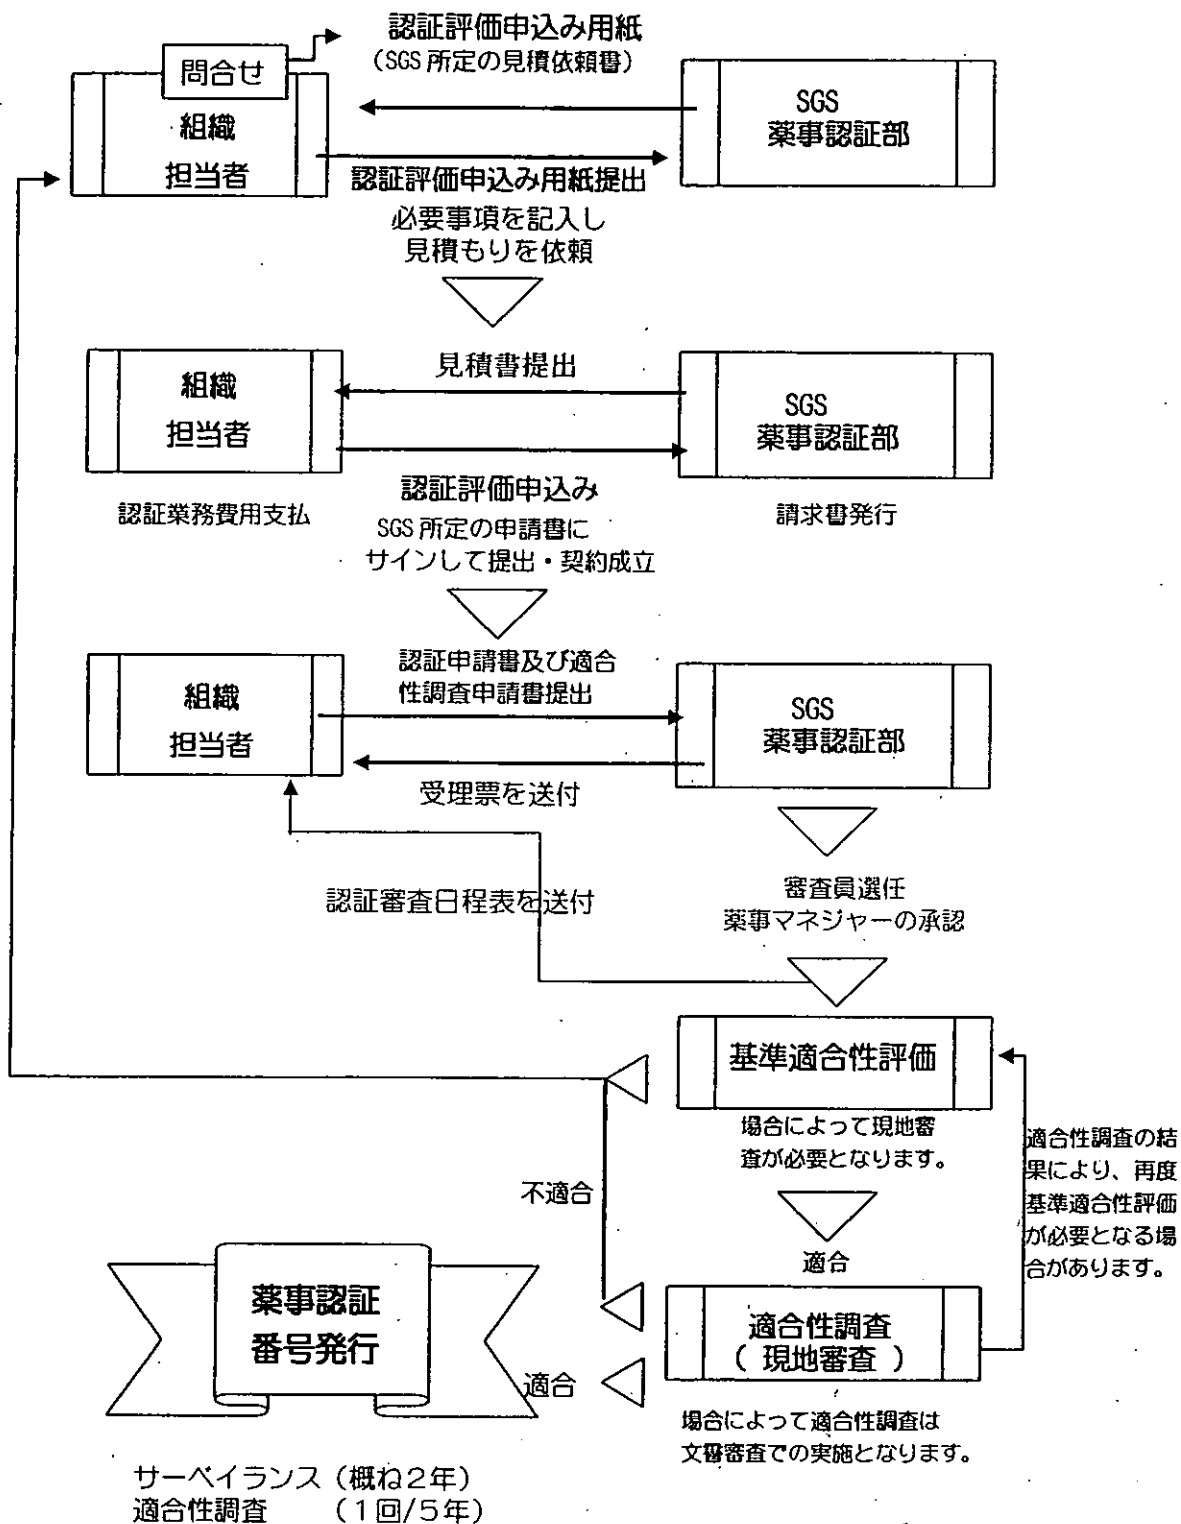 認証評価申込み用紙
（SGS 所定の見積依頼書）
問合せ
組織
担当者
SGS
薬事認証部
認証評価申込み用紙提出
必要事項を記入し
見積もりを依頼
見積書提出
組織
担当者
SGS
薬事認証部
認証評価申込み
認証業務費用支払
請求書発行
SGS 所定の申請書に
サインして提出・契約成立
認証申請書及び適合
性調査申請書提出
組織
担当者
SGS
薬事認証部
受理票を送付
認証審査日程表を送付
審査員選任
薬事マネジャーの承認
基準適合性評価
場合によって現地審
査が必要となります。
適合性調査の結
果により、再度
基準適合性評価
が必要となる場
合があります。
不適合
適合
薬事認証
番号発行
適合性調査
（ 現地審査 ）
適合
場合によって適合性調査は
文書審査での実施となります。
サーベイランス（概ね２年）
適合性調査　　（１回/５年）